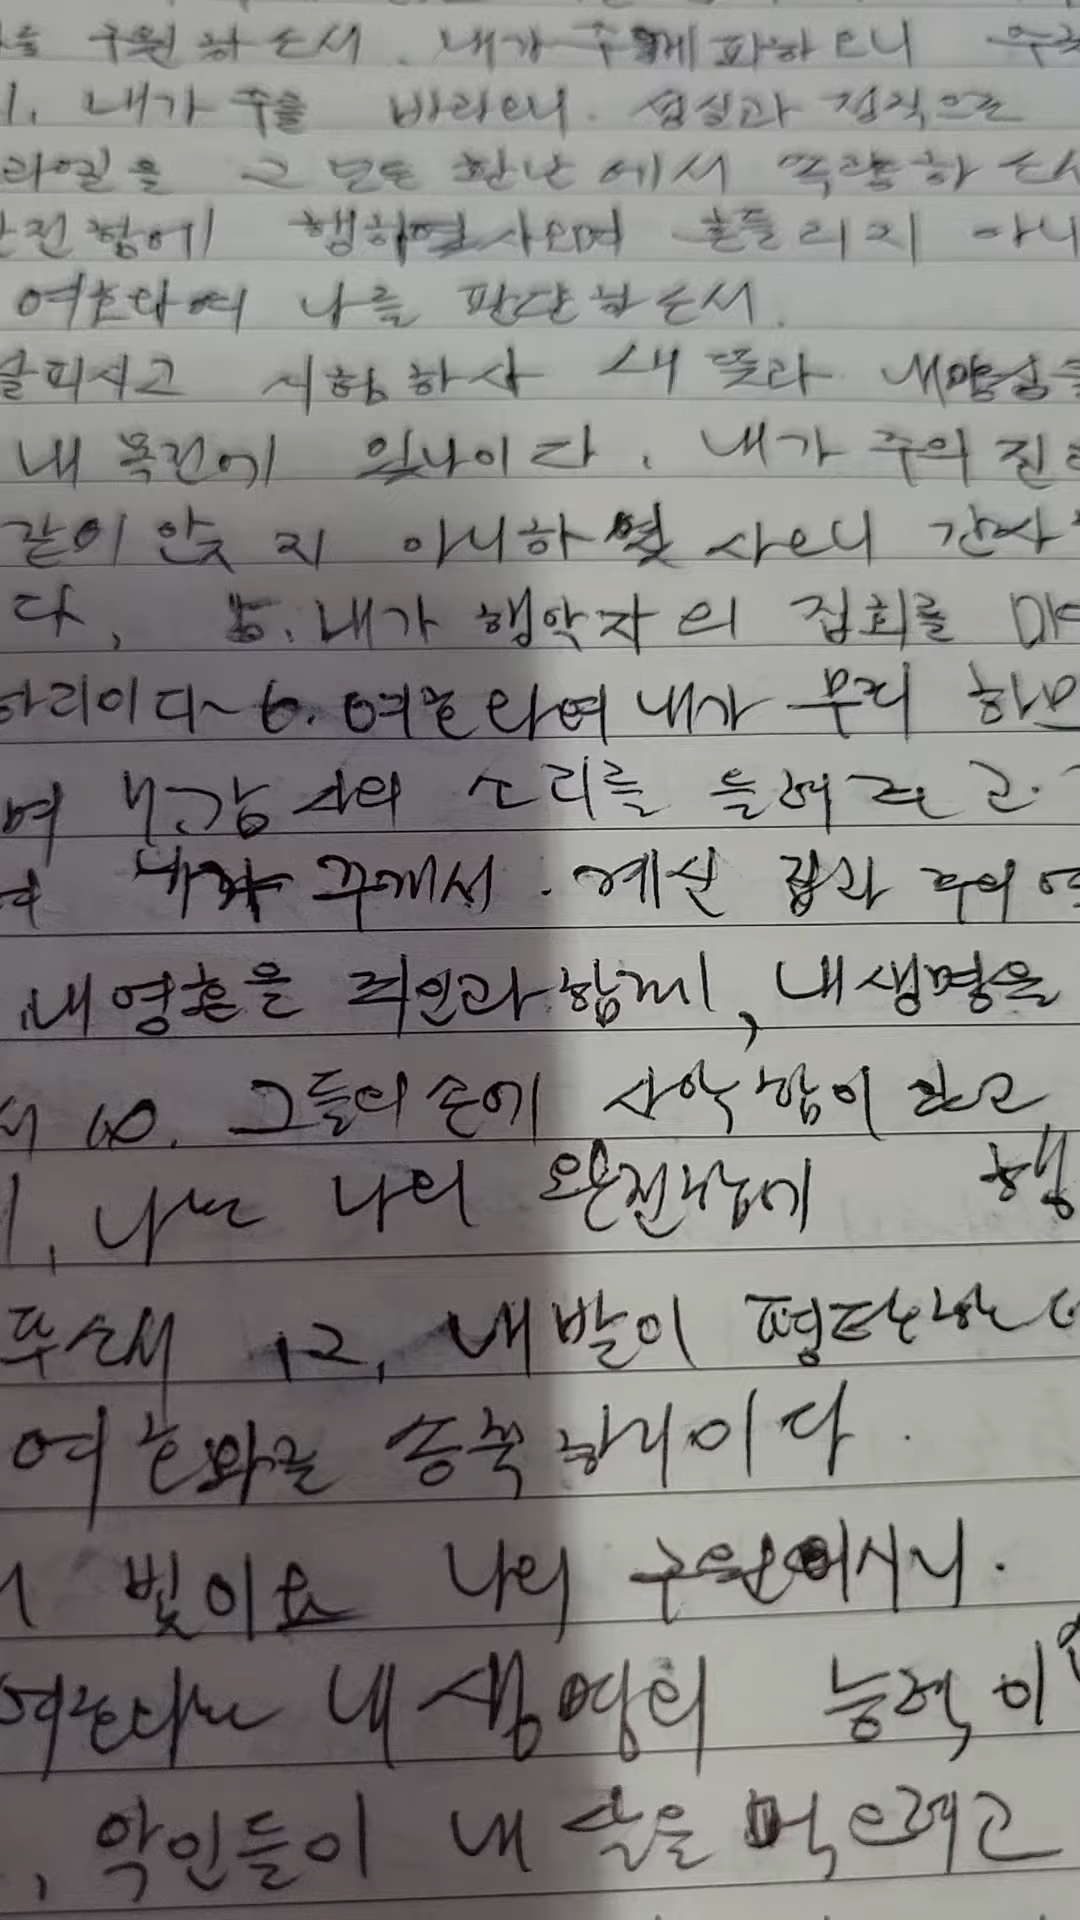 를 구원하소서. 내가 주께 피하오니 수
1. 내가 주를 바라오니. 성실과 정직으로
라엘을 그 모든 환난에서 속량하소서
완전함에 행하였사오며 흔들리지 아니
여호와여 나를 판단하소서.
살피시고 시험하사 내 뜻과 내양심을
내 목전에 있나이다. 내가 주의 진리
같이 앉지 아니하였사오니 간사
다, 5. 내가 행악자의 집회를 미
하리이다~ 6. 여호와여 내가 무죄 하므
여 감사의 소리를 들려주고.
내가 주께서. 계신 집과 주의 영
내 영혼을 죄인과 함께, 내 생명을
서 10. 그들의 손에 사악함이 있고
1, 나는 나의 완전함에 행
주소서 12, 내 발이 평탄한 데
여호와를 송축하리이다.
빛이요 나의 구원이시니.
여호와는 내 생명의 능력이
, 악인들이 내 살을 먹으려고